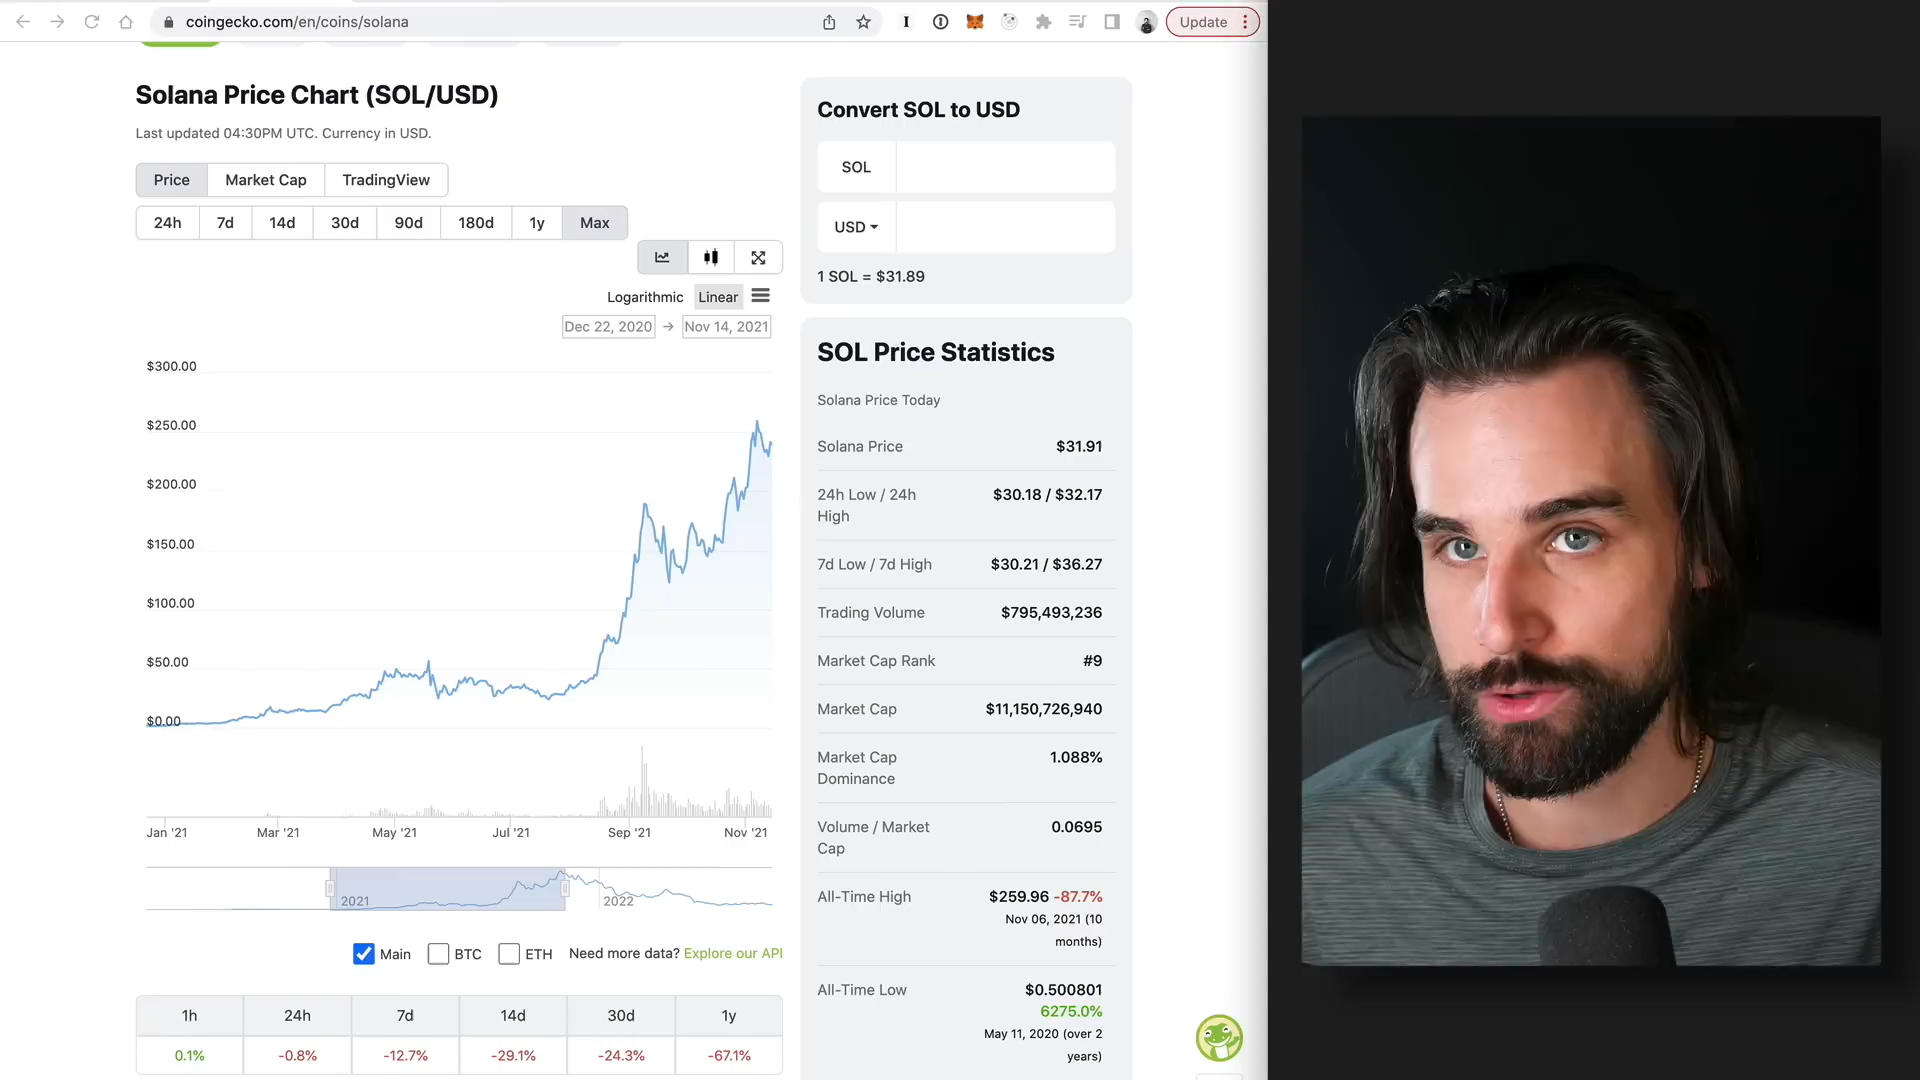 coingecko.com/en/coins/solana
Update
Solana Price Chart (SOL/USD)
Last updated 04:30PM UTC. Currency in USD.
Price Market Cap TradingView
24h 7d 14d 30d 90d 180d 1y Max
Logarithmic Linear
Dec 22, 2020 → Nov 14, 2021
$300.00
$250.00
$200.00
$150.00
$100.00
$50.00
$0.00
Jan '21 Mar '21 May '21 Jul '21 Sep '21 Nov '21
2021 2022
Main BTC ETH Need more data? Explore our API
1h 24h 7d 14d 30d 1y
0.1% -0.8% -12.7% -29.1% -24.3% -67.1%
Convert SOL to USD
SOL
USD
1 SOL = $31.89
SOL Price Statistics
Solana Price Today
Solana Price $31.91
24h Low / 24h $30.18 / $32.17
High
7d Low / 7d High $30.21 / $36.27
Trading Volume $795,493,236
Market Cap Rank #9
Market Cap $11,150,726,940
Market Cap 1.088%
Dominance
Volume / Market 0.0695
Cap
All-Time High $259.96 -87.7%
Nov 06, 2021 (10
months)
All-Time Low $0.500801
6275.0%
May 11, 2020 (over 2
years)